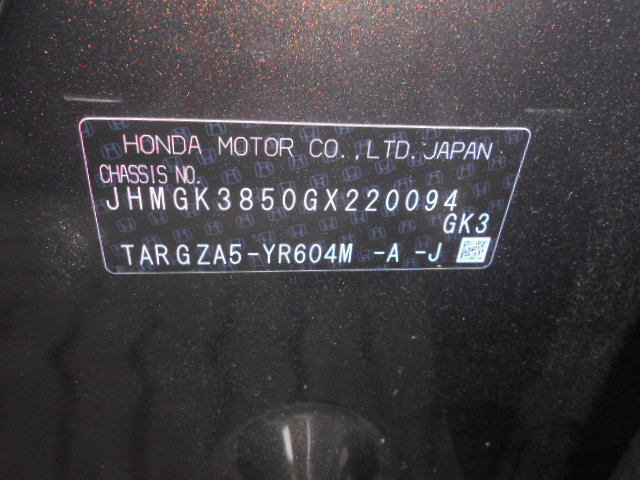 HONDA MOTOR CO.,LTD.JAPAN
CHASSIS NO.
JHMGK3850GX220094
GK3
TARGZA5-YR604M -A -J